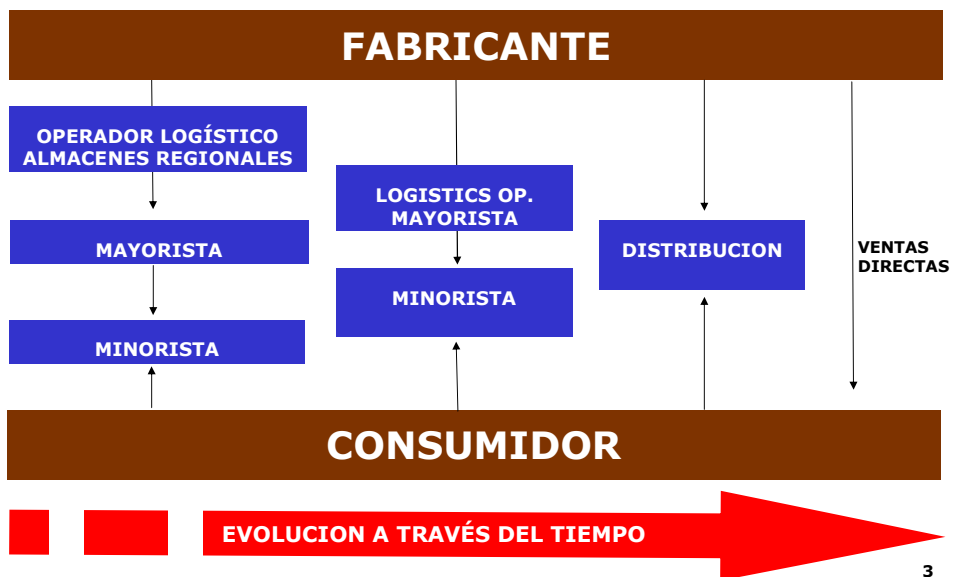 FABRICANTE
OPERADOR LOGÍSTICO
ALMACENES REGIONALES
MAYORISTA
MINORISTA
LOGISTICS OP.
MAYORISTA
MINORISTA
DISTRIBUCION
VENTAS
DIRECTAS
CONSUMIDOR
EVOLUCION A TRAVÉS DEL TIEMPO
3